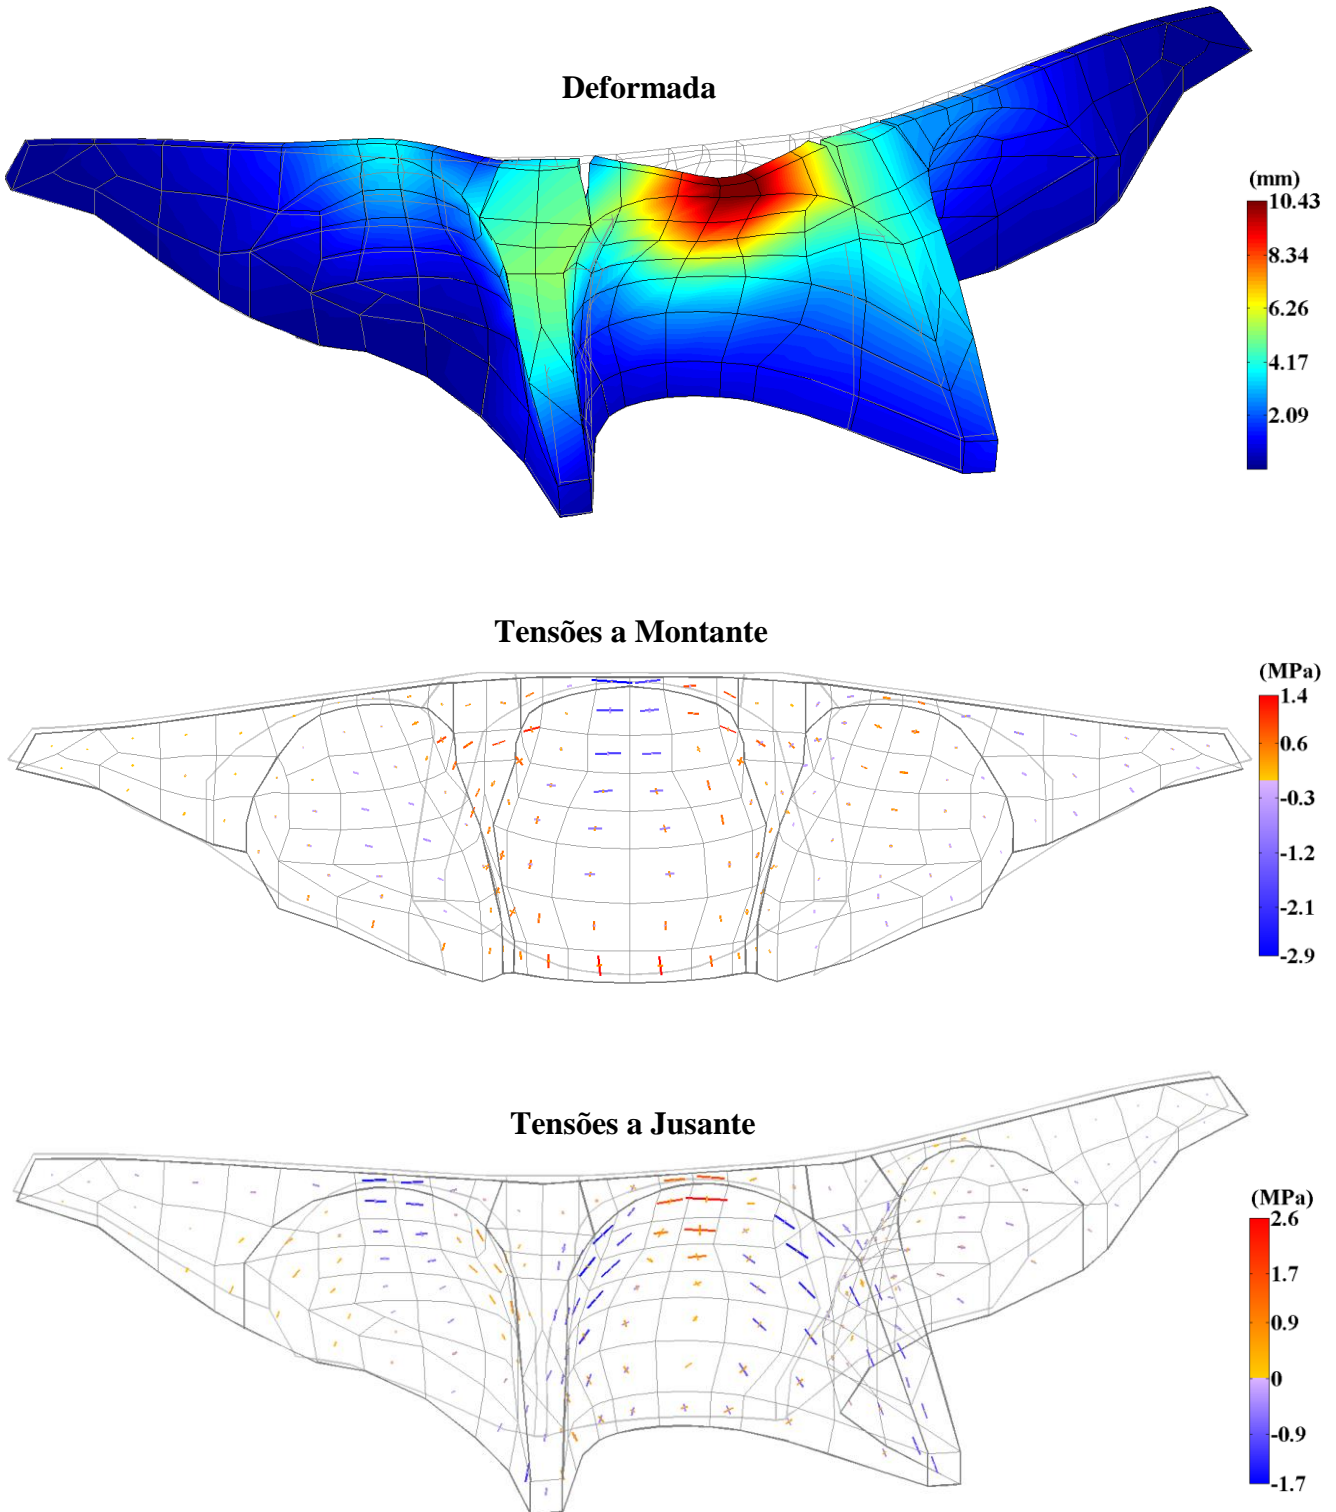 Deformada
(mm)
10.43
8.34
6.26
4.17
2.09
Tensões a Montante
(MPa)
1.4
0.6
-0.3
-1.2
-2.1
-2.9
Tensões a Jusante
(MPa)
2.6
1.7
0.9
0
-0.9
-1.7